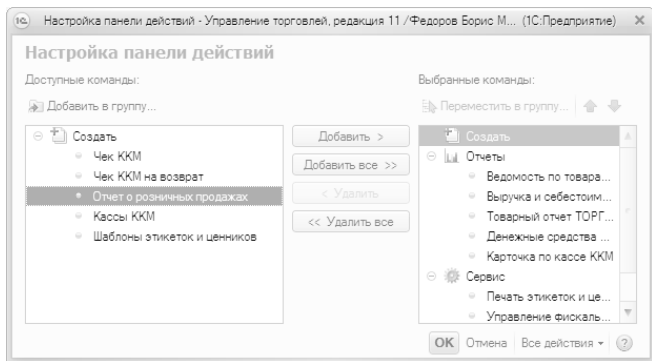 Настройка панели действий - Управление торговлей, редакция 11 /Федоров Борис М... (1С:Предприятие)
Настройка панели действий
Доступные команды:
Выбранные команды:
Добавить в группу...
Переместить в группу...
Создать
Чек ККМ
Чек ККМ на возврат
Отчет о розничных продажах
Кассы ККМ
Шаблоны этикеток и ценников
Добавить >
Добавить все >>
< Удалить
<< Удалить все
Создать
Отчеты
Ведомость по товара...
Выручка и себестоим...
Товарный отчет ТОРГ...
Денежные средства ...
Карточка по кассе ККМ
Сервис
Печать этикеток и це...
Управление фискаль...
OK Отмена Все действия ?